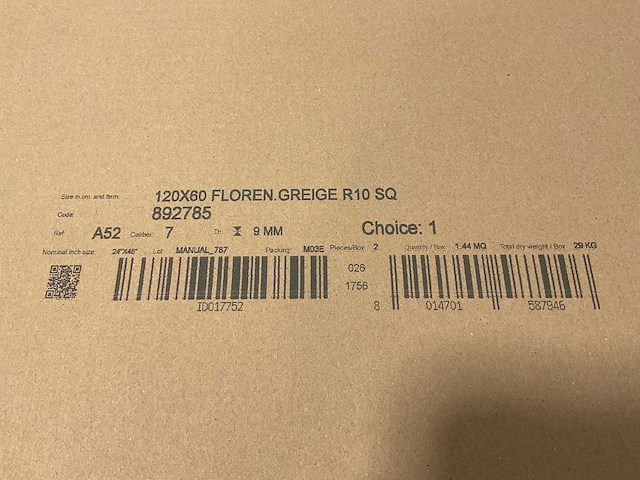 Size in cm. and Item: 120X60 FLOREN.GREIGE R10 SQ
Code: 892785
Ref. A52 Caliber: 7 Th: 9 MM Choice: 1
Nominal inch size: 24"X48" Lot MANUAL_787 Packing M03E Pieces/Box 2 Quantity / Box 1.44 MQ Total dry weight / Box 29 KG
026
1756
ID017752 8 014701 587946